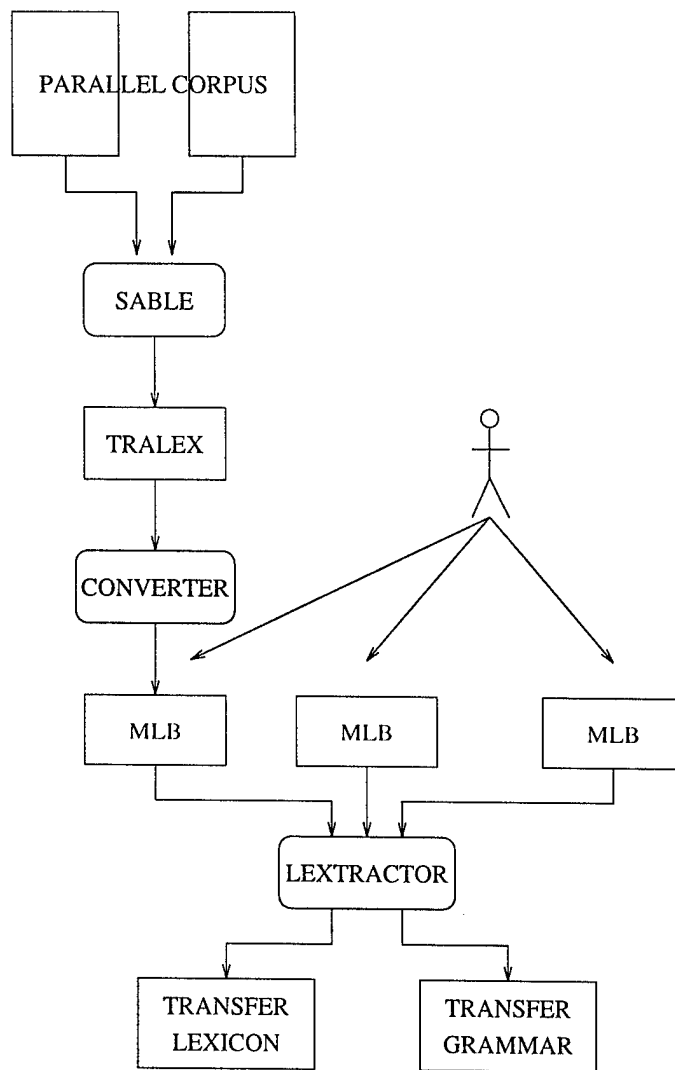 PARALLEL CORPUS
SABLE
TRALEX
CONVERTER
MLB
MLB
MLB
LEXTRACTOR
TRANSFER
LEXICON
TRANSFER
GRAMMAR